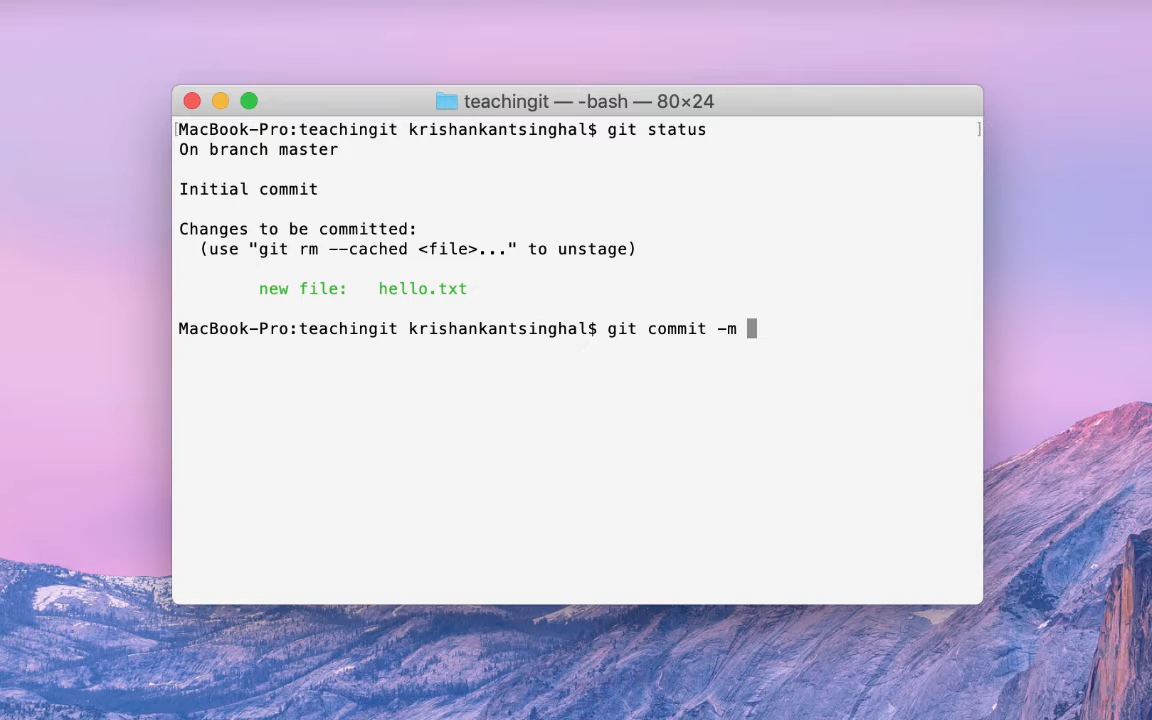 teachingit — -bash — 80×24
[MacBook-Pro:teachingit krishankantsinghal$ git status ]
On branch master
Initial commit
Changes to be committed:
(use "git rm --cached <file>..." to unstage)
new file: hello.txt
MacBook-Pro:teachingit krishankantsinghal$ git commit -m